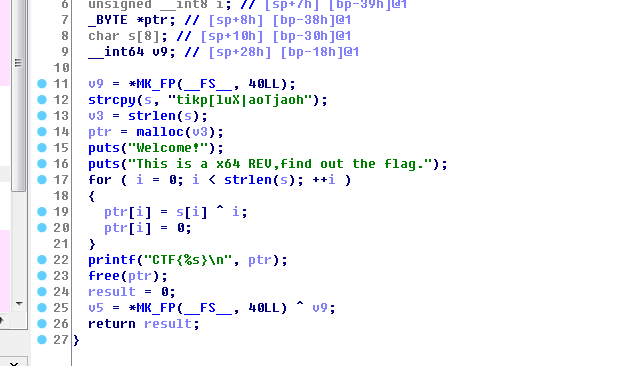 6 unsigned __int8 i; // [sp+7h] [bp-39h]@1
7 _BYTE *ptr; // [sp+8h] [bp-38h]@1
8 char s[8]; // [sp+10h] [bp-30h]@1
9 __int64 v9; // [sp+28h] [bp-18h]@1
10
11 v9 = *MK_FP(__FS__, 40LL);
12 strcpy(s, "tikp[luX|aoTjaoh");
13 v3 = strlen(s);
14 ptr = malloc(v3);
15 puts("Welcome!");
16 puts("This is a x64 REV,find out the flag.");
17 for ( i = 0; i < strlen(s); ++i )
18 {
19 ptr[i] = s[i] ^ i;
20 ptr[i] = 0;
21 }
22 printf("CTF{%s}\n", ptr);
23 free(ptr);
24 result = 0;
25 v5 = *MK_FP(__FS__, 40LL) ^ v9;
26 return result;
27 }